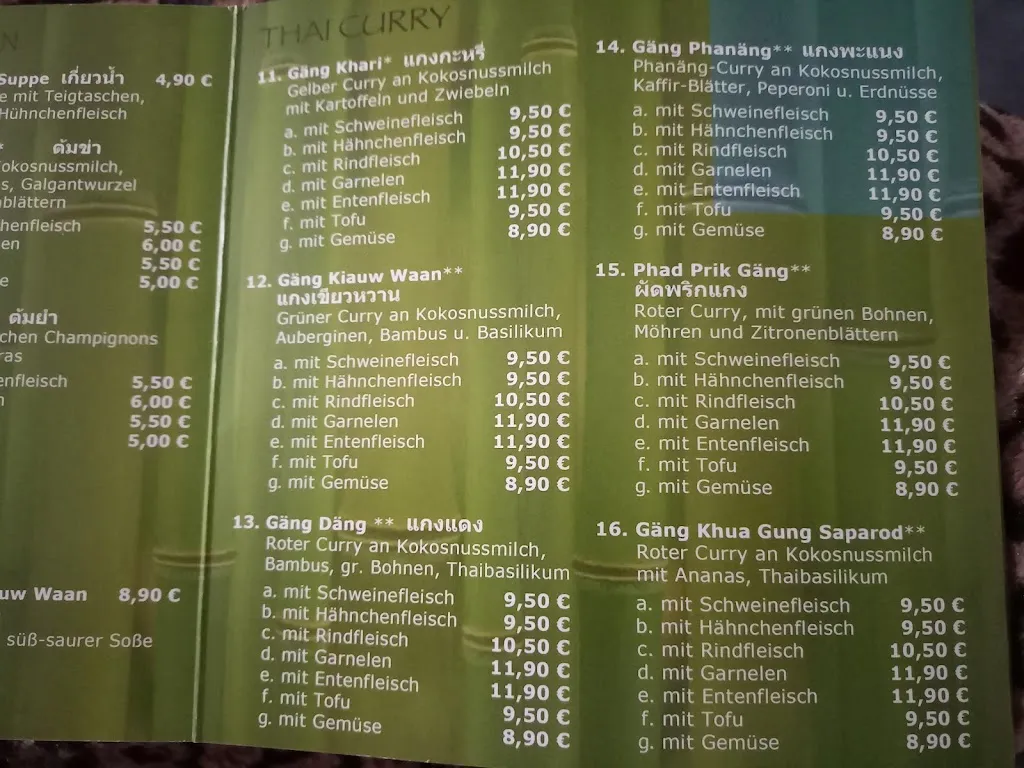 N
Suppe เกี๊ยวน้ำ 4,90 €
e mit Teigtaschen,
Hühnchenfleisch
* ต้มข่า
okosnussmilch,
s, Galgantwurzel
nblättern
henfleisch 5,50 €
en 6,00 €
5,50 €
e 5,00 €
ต้มยำ
chen Champignons
ras
enfleisch 5,50 €
n 6,00 €
5,50 €
5,00 €
uw Waan 8,90 €
süß-saurer Soße
THAI CURRY
11. Gäng Khari* แกงกะหรี่
Gelber Curry an Kokosnussmilch
mit Kartoffeln und Zwiebeln
a. mit Schweinefleisch 9,50 €
b. mit Hähnchenfleisch 9,50 €
c. mit Rindfleisch 10,50 €
d. mit Garnelen 11,90 €
e. mit Entenfleisch 11,90 €
f. mit Tofu 9,50 €
g. mit Gemüse 8,90 €
12. Gäng Kiauw Waan**
แกงเขียวหวาน
Grüner Curry an Kokosnussmilch,
Auberginen, Bambus u. Basilikum
a. mit Schweinefleisch 9,50 €
b. mit Hähnchenfleisch 9,50 €
c. mit Rindfleisch 10,50 €
d. mit Garnelen 11,90 €
e. mit Entenfleisch 11,90 €
f. mit Tofu 9,50 €
g. mit Gemüse 8,90 €
13. Gäng Däng ** แกงแดง
Roter Curry an Kokosnussmilch,
Bambus, gr. Bohnen, Thaibasilikum
a. mit Schweinefleisch 9,50 €
b. mit Hähnchenfleisch 9,50 €
c. mit Rindfleisch 10,50 €
d. mit Garnelen 11,90 €
e. mit Entenfleisch 11,90 €
f. mit Tofu 9,50 €
g. mit Gemüse 8,90 €
14. Gäng Phanäng** แกงพะแนง
Phanäng-Curry an Kokosnussmilch,
Kaffir-Blätter, Peperoni u. Erdnüsse
a. mit Schweinefleisch 9,50 €
b. mit Hähnchenfleisch 9,50 €
c. mit Rindfleisch 10,50 €
d. mit Garnelen 11,90 €
e. mit Entenfleisch 11,90 €
f. mit Tofu 9,50 €
g. mit Gemüse 8,90 €
15. Phad Prik Gäng**
ผัดพริกแกง
Roter Curry, mit grünen Bohnen,
Möhren und Zitronenblättern
a. mit Schweinefleisch 9,50 €
b. mit Hähnchenfleisch 9,50 €
c. mit Rindfleisch 10,50 €
d. mit Garnelen 11,90 €
e. mit Entenfleisch 11,90 €
f. mit Tofu 9,50 €
g. mit Gemüse 8,90 €
16. Gäng Khua Gung Saparod**
Roter Curry an Kokosnussmilch
mit Ananas, Thaibasilikum
a. mit Schweinefleisch 9,50 €
b. mit Hähnchenfleisch 9,50 €
c. mit Rindfleisch 10,50 €
d. mit Garnelen 11,90 €
e. mit Entenfleisch 11,90 €
f. mit Tofu 9,50 €
g. mit Gemüse 8,90 €